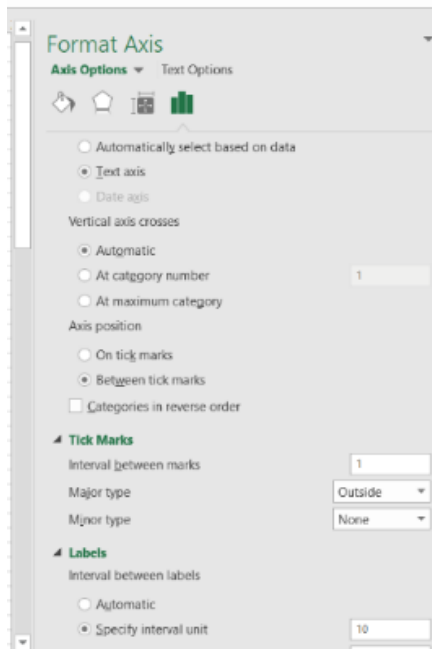 Format Axis
Axis Options Text Options
Automatically select based on data
Text axis
Date axis
Vertical axis crosses
Automatic
At category number 1
At maximum category
Axis position
On tick marks
Between tick marks
Categories in reverse order
Tick Marks
Interval between marks 1
Major type Outside
Minor type None
Labels
Interval between labels
Automatic
Specify interval unit 10